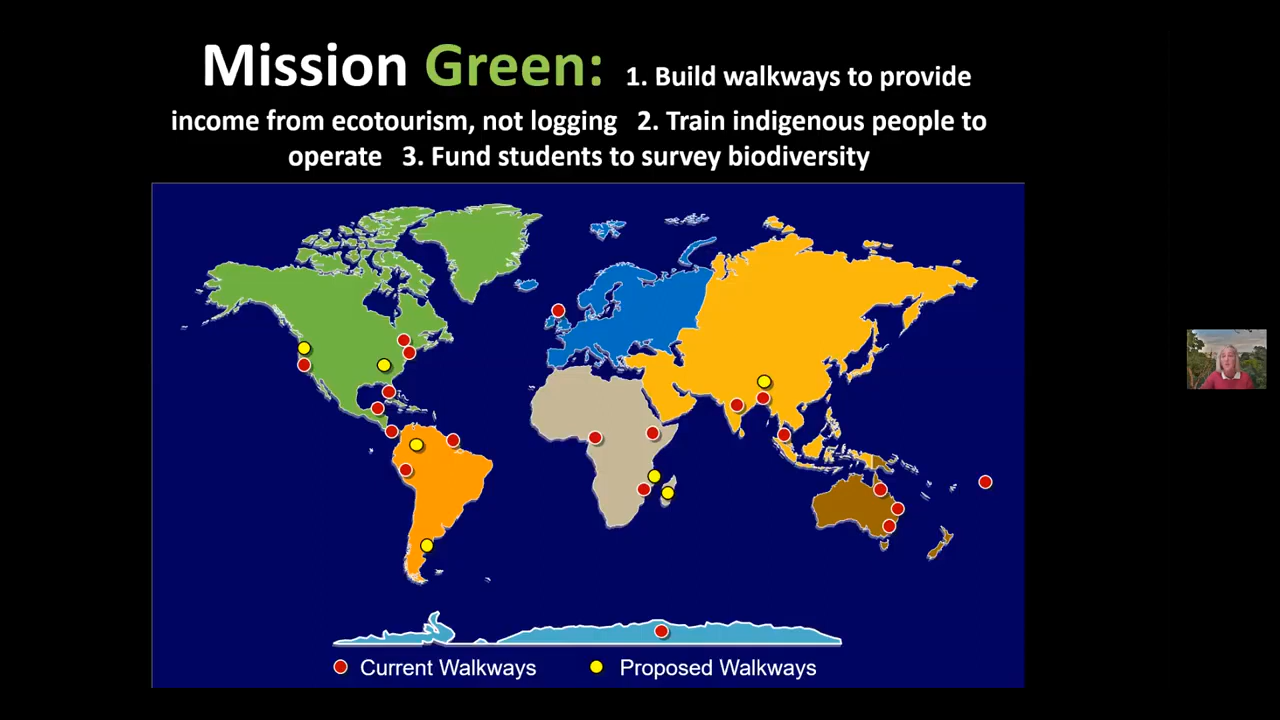 Mission Green: 1. Build walkways to provide
income from ecotourism, not logging 2. Train indigenous people to
operate 3. Fund students to survey biodiversity
Current Walkways
Proposed Walkways